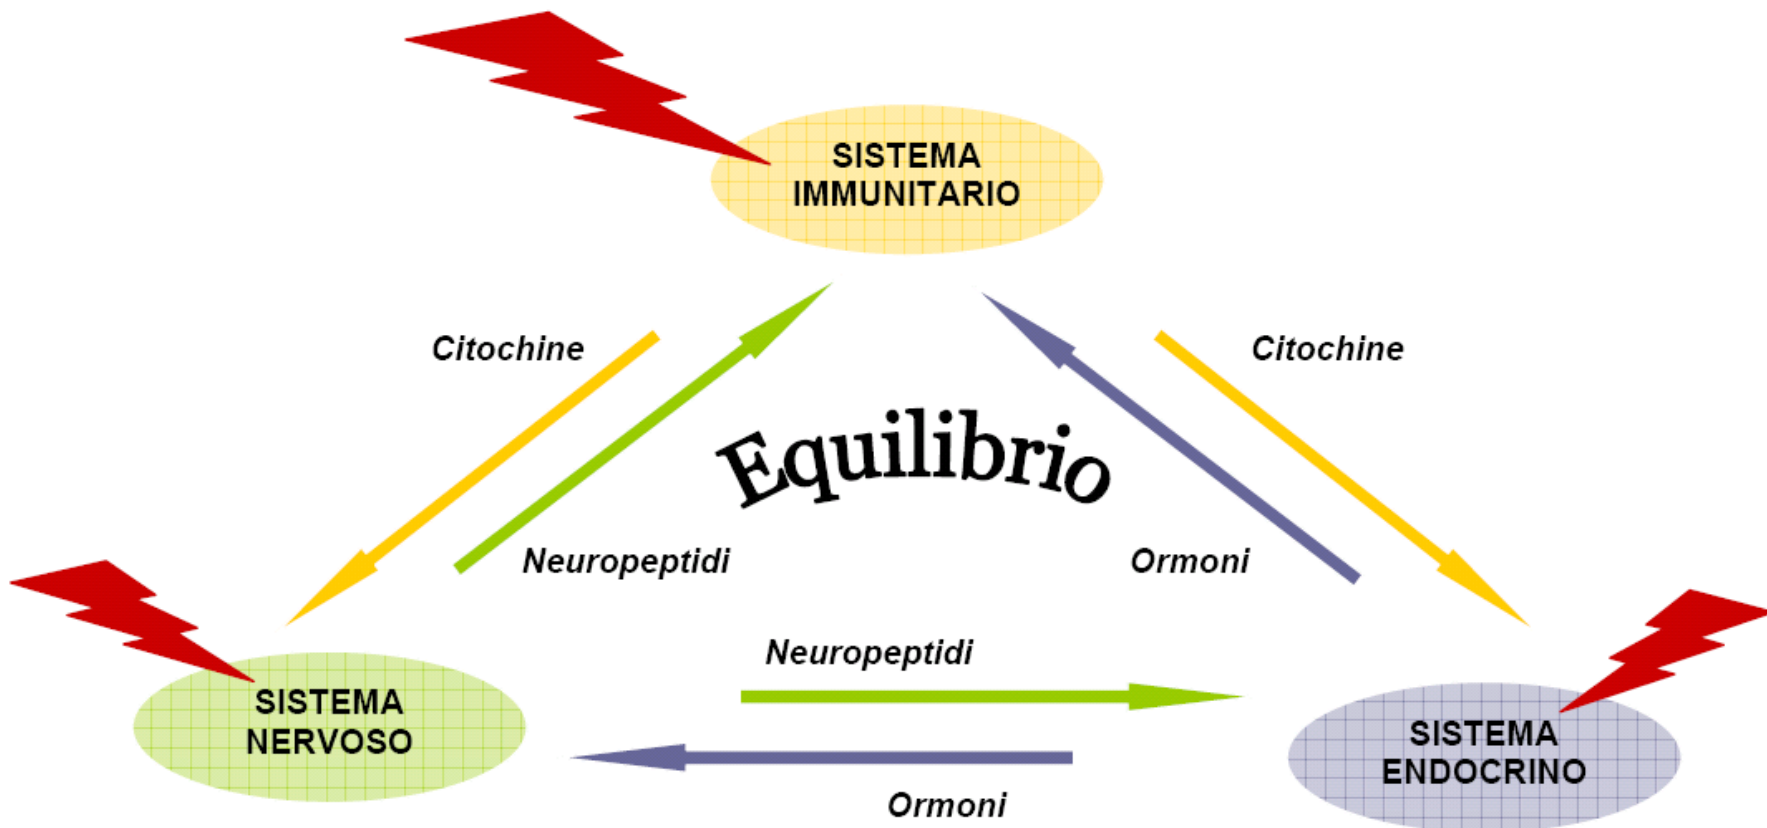 SISTEMA
IMMUNITARIO
Citochine
Citochine
Equilibrio
Neuropeptidi
Ormoni
Neuropeptidi
SISTEMA
NERVOSO
SISTEMA
ENDOCRINO
Ormoni